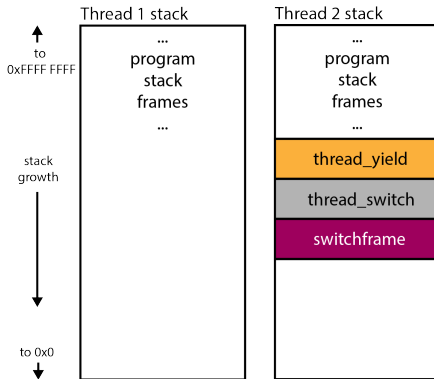 Thread 1 stack
Thread 2 stack
to
0xFFFF FFFF
stack
growth
to 0x0
...
program
stack
frames
...
...
program
stack
frames
...
thread_yield
thread_switch
switchframe